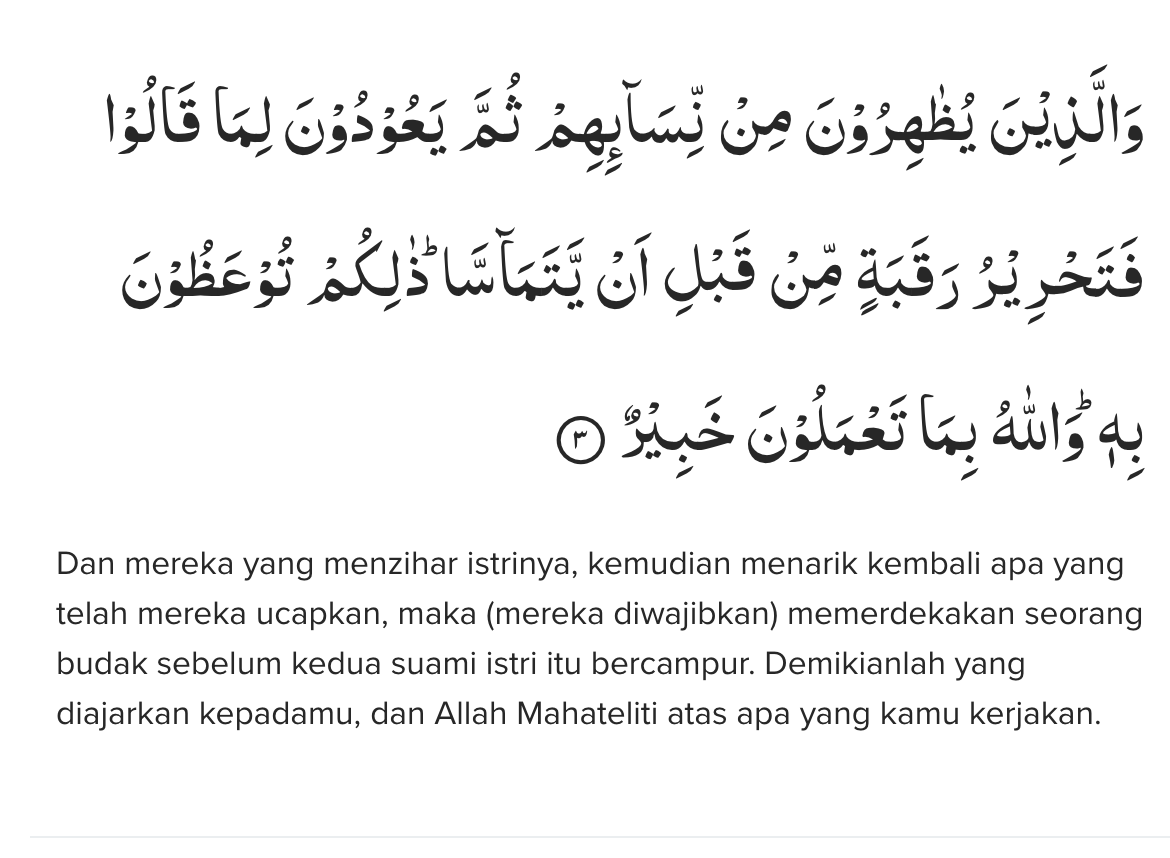 وَالَّذِيْنَ يُظٰهِرُوْنَ مِنْ نِّسَاۤىِٕهِمْ ثُمَّ يَعُوْدُوْنَ لِمَا قَالُوْا
فَتَحْرِيْرُ رَقَبَةٍ مِّنْ قَبْلِ اَنْ يَّتَمَاۤسَّاۗ ذٰلِكُمْ تُوْعَظُوْنَ
بِهٖۗ وَاللّٰهُ بِمَا تَعْمَلُوْنَ خَبِيْرٌ ٣
Dan mereka yang menzihar istrinya, kemudian menarik kembali apa yang
telah mereka ucapkan, maka (mereka diwajibkan) memerdekakan seorang
budak sebelum kedua suami istri itu bercampur. Demikianlah yang
diajarkan kepadamu, dan Allah Mahateliti atas apa yang kamu kerjakan.